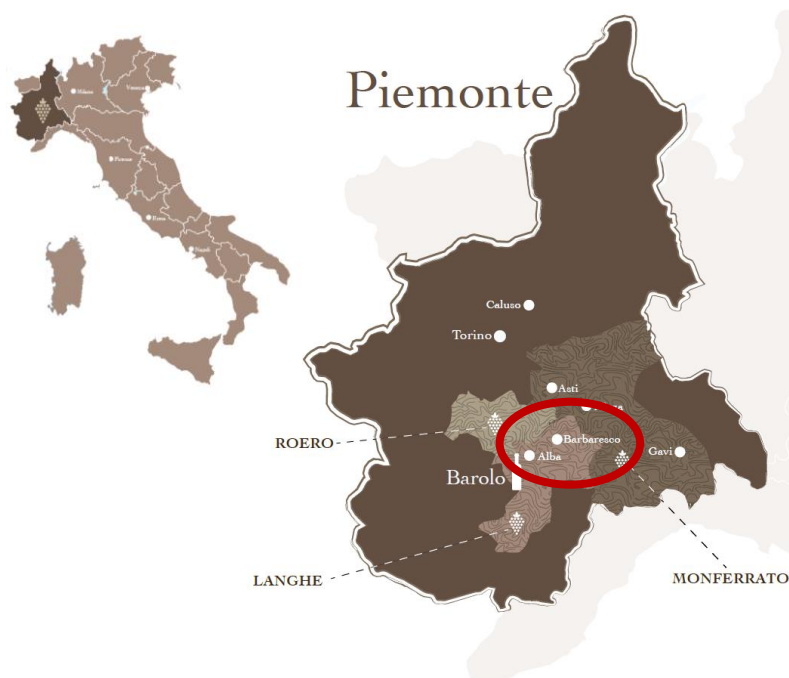 Milano
Venezia
Firenze
Roma
Napoli
Piemonte
Caluso
Torino
Asti
ROERO
Barbaresco
Alba
Gavi
Barolo
LANGHE
MONFERRATO